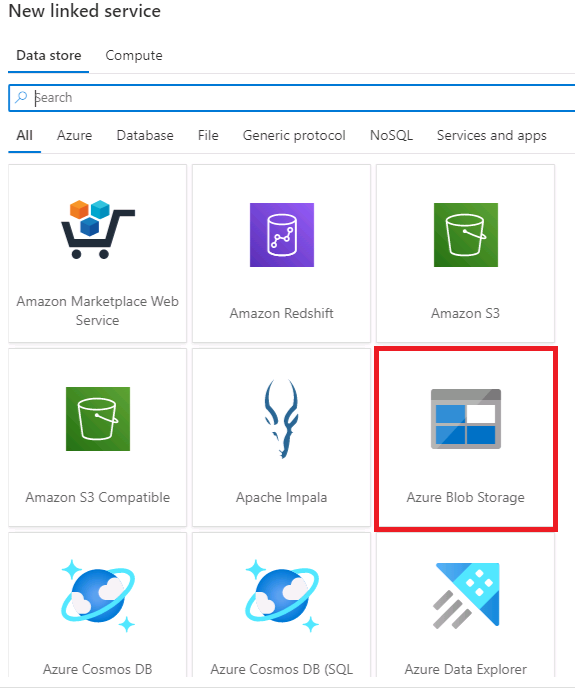 New linked service
Data store
Compute
Search
All
Azure
Database
File
Generic protocol
NoSQL
Services and apps
Amazon Marketplace Web
Service
Amazon Redshift
Amazon S3
Amazon S3 Compatible
Apache Impala
Azure Blob Storage
Azure Cosmos DB
Azure Cosmos DB (SQL
Azure Data Explorer